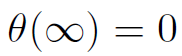 θ(∞) = 0